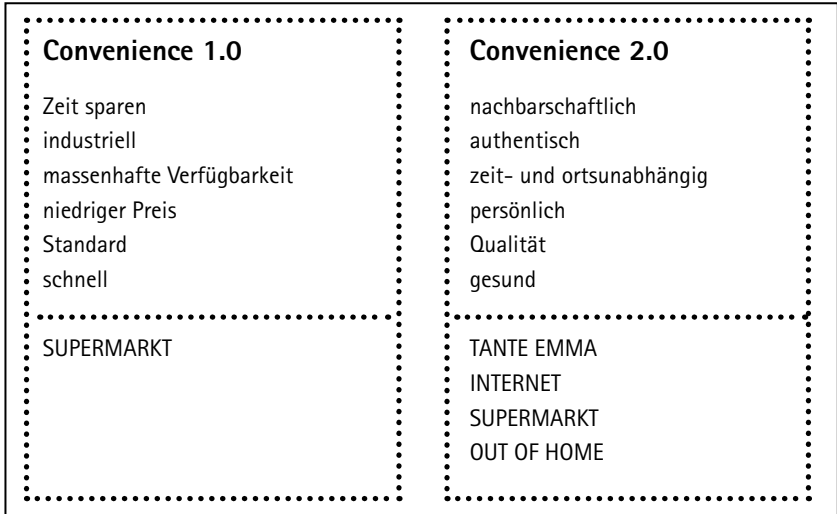 Convenience 1.0
Zeit sparen
industriell
massenhafte Verfügbarkeit
niedriger Preis
Standard
schnell
SUPERMARKT
Convenience 2.0
nachbarschaftlich
authentisch
zeit- und ortsunabhängig
persönlich
Qualität
gesund
TANTE EMMA
INTERNET
SUPERMARKT
OUT OF HOME